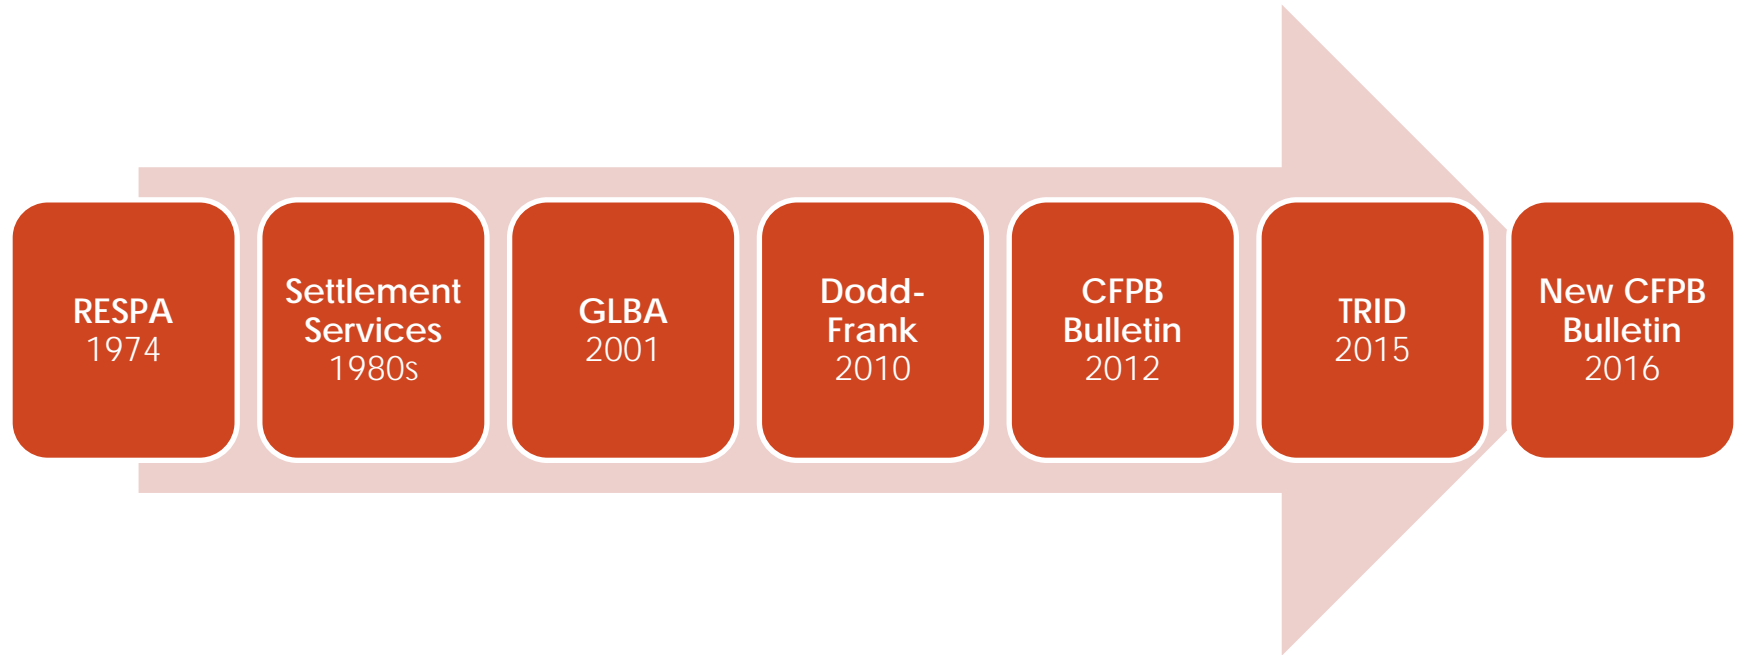 RESPA
1974
Settlement
Services
1980s
GLBA
2001
Dodd-
Frank
2010
CFPB
Bulletin
2012
TRID
2015
New CFPB
Bulletin
2016